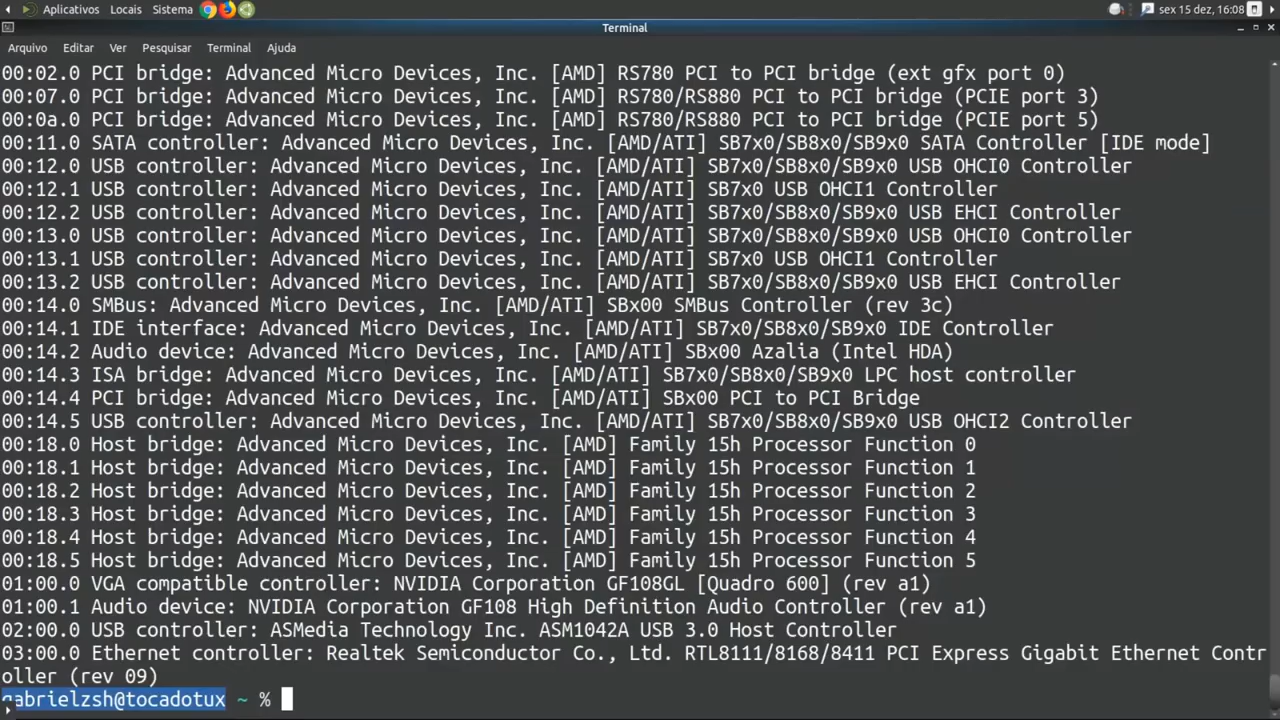 Aplicativos Locais Sistema sex 15 dez, 16:08
Terminal
Arquivo Editar Ver Pesquisar Terminal Ajuda
00:02.0 PCI bridge: Advanced Micro Devices, Inc. [AMD] RS780 PCI to PCI bridge (ext gfx port 0)
00:07.0 PCI bridge: Advanced Micro Devices, Inc. [AMD] RS780/RS880 PCI to PCI bridge (PCIE port 3)
00:0a.0 PCI bridge: Advanced Micro Devices, Inc. [AMD] RS780/RS880 PCI to PCI bridge (PCIE port 5)
00:11.0 SATA controller: Advanced Micro Devices, Inc. [AMD/ATI] SB7x0/SB8x0/SB9x0 SATA Controller [IDE mode]
00:12.0 USB controller: Advanced Micro Devices, Inc. [AMD/ATI] SB7x0/SB8x0/SB9x0 USB OHCI0 Controller
00:12.1 USB controller: Advanced Micro Devices, Inc. [AMD/ATI] SB7x0 USB OHCI1 Controller
00:12.2 USB controller: Advanced Micro Devices, Inc. [AMD/ATI] SB7x0/SB8x0/SB9x0 USB EHCI Controller
00:13.0 USB controller: Advanced Micro Devices, Inc. [AMD/ATI] SB7x0/SB8x0/SB9x0 USB OHCI0 Controller
00:13.1 USB controller: Advanced Micro Devices, Inc. [AMD/ATI] SB7x0 USB OHCI1 Controller
00:13.2 USB controller: Advanced Micro Devices, Inc. [AMD/ATI] SB7x0/SB8x0/SB9x0 USB EHCI Controller
00:14.0 SMBus: Advanced Micro Devices, Inc. [AMD/ATI] SBx00 SMBus Controller (rev 3c)
00:14.1 IDE interface: Advanced Micro Devices, Inc. [AMD/ATI] SB7x0/SB8x0/SB9x0 IDE Controller
00:14.2 Audio device: Advanced Micro Devices, Inc. [AMD/ATI] SBx00 Azalia (Intel HDA)
00:14.3 ISA bridge: Advanced Micro Devices, Inc. [AMD/ATI] SB7x0/SB8x0/SB9x0 LPC host controller
00:14.4 PCI bridge: Advanced Micro Devices, Inc. [AMD/ATI] SBx00 PCI to PCI Bridge
00:14.5 USB controller: Advanced Micro Devices, Inc. [AMD/ATI] SB7x0/SB8x0/SB9x0 USB OHCI2 Controller
00:18.0 Host bridge: Advanced Micro Devices, Inc. [AMD] Family 15h Processor Function 0
00:18.1 Host bridge: Advanced Micro Devices, Inc. [AMD] Family 15h Processor Function 1
00:18.2 Host bridge: Advanced Micro Devices, Inc. [AMD] Family 15h Processor Function 2
00:18.3 Host bridge: Advanced Micro Devices, Inc. [AMD] Family 15h Processor Function 3
00:18.4 Host bridge: Advanced Micro Devices, Inc. [AMD] Family 15h Processor Function 4
00:18.5 Host bridge: Advanced Micro Devices, Inc. [AMD] Family 15h Processor Function 5
01:00.0 VGA compatible controller: NVIDIA Corporation GF108GL [Quadro 600] (rev a1)
01:00.1 Audio device: NVIDIA Corporation GF108 High Definition Audio Controller (rev a1)
02:00.0 USB controller: ASMedia Technology Inc. ASM1042A USB 3.0 Host Controller
03:00.0 Ethernet controller: Realtek Semiconductor Co., Ltd. RTL8111/8168/8411 PCI Express Gigabit Ethernet Contr
oller (rev 09)
gabrielzsh@tocadotux ~ %